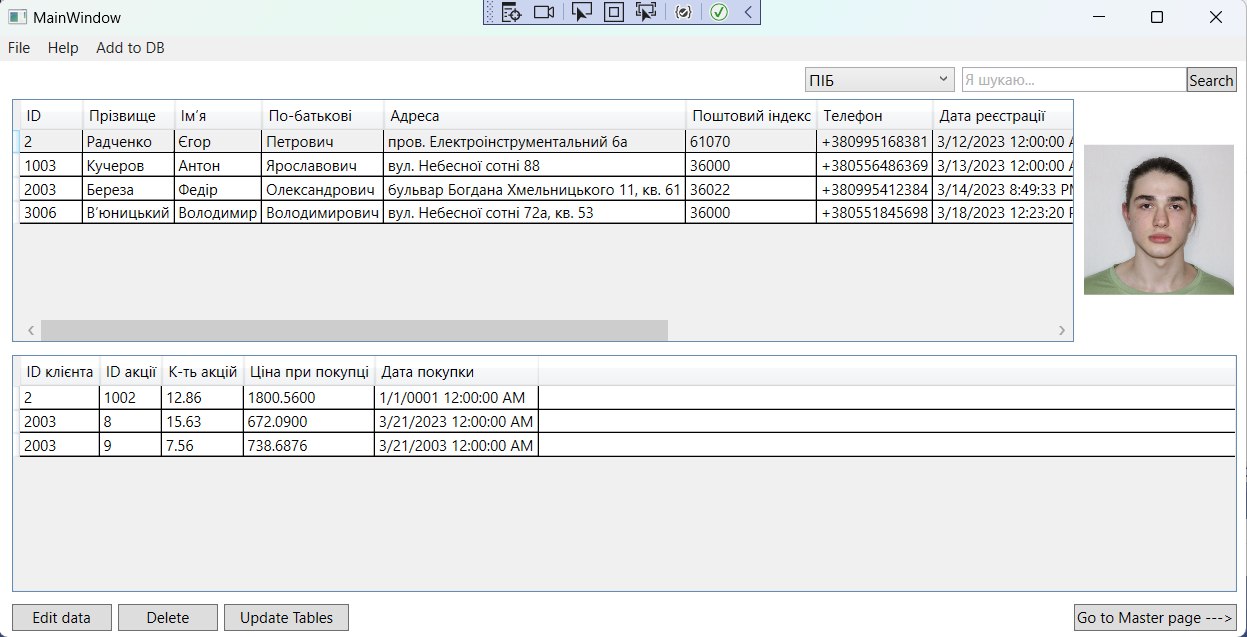 MainWindow
File Help Add to DB
ПІБ Я шукаю... Search
ID Прізвище Ім’я По-батькові Адреса Поштовий індекс Телефон Дата реєстрації
2 Радченко Єгор Петрович пров. Електроінструментальний 6а 61070 +380995168381 3/12/2023 12:00:00 A
1003 Кучеров Антон Ярославович вул. Небесної сотні 88 36000 +380556486369 3/13/2023 12:00:00 A
2003 Береза Федір Олександрович бульвар Богдана Хмельницького 11, кв. 61 36022 +380995412384 3/14/2023 8:49:33 PM
3006 В’юницький Володимир Володимирович вул. Небесної сотні 72а, кв. 53 36000 +380551845698 3/18/2023 12:23:20 P
ID клієнта ID акції К-ть акцій Ціна при покупці Дата покупки
2 1002 12.86 1800.5600 1/1/0001 12:00:00 AM
2003 8 15.63 672.0900 3/21/2023 12:00:00 AM
2003 9 7.56 738.6876 3/21/2003 12:00:00 AM
Edit data Delete Update Tables Go to Master page --->